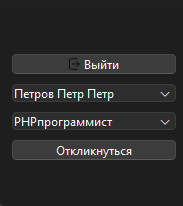 Выйти
Петров Петр Петр
PHPпрограммист
Откликнуться